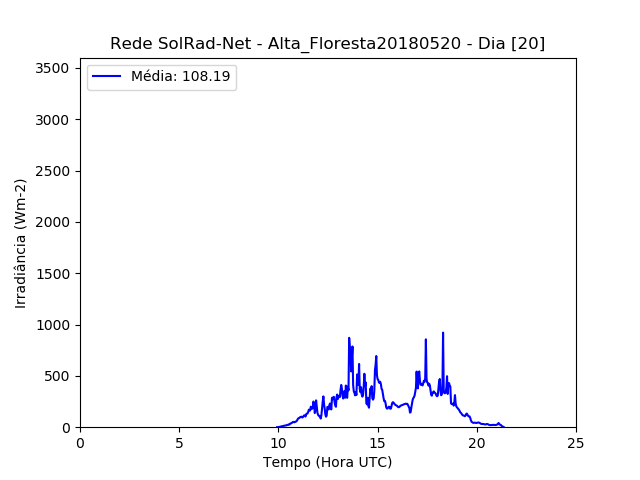 Rede SolRad-Net - Alta_Floresta20180520 - Dia [20]
Média: 108.19
3500
3000
2500
2000
1500
1000
500
0
Irradiância (Wm-2)
0 5 10 15 20 25
Tempo (Hora UTC)